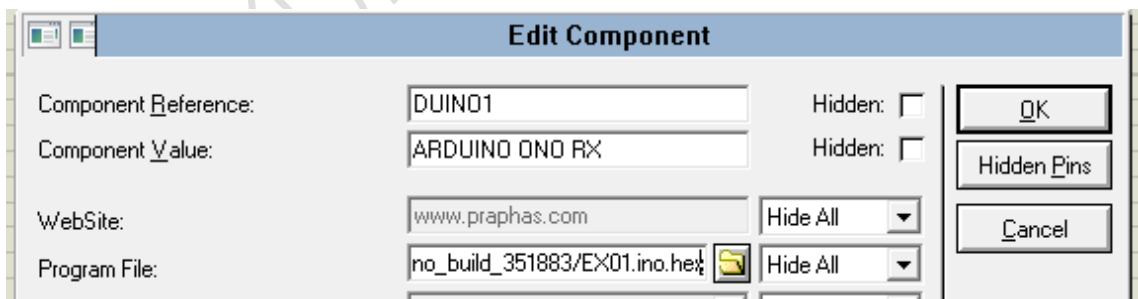 Edit Component
Component Reference: DUINO1 Hidden: OK
Component Value: ARDUINO ONO RX Hidden: Hidden Pins
WebSite: www.praphas.com Hide All Cancel
Program File: no_build_351883/EX01.ino.hex Hide All